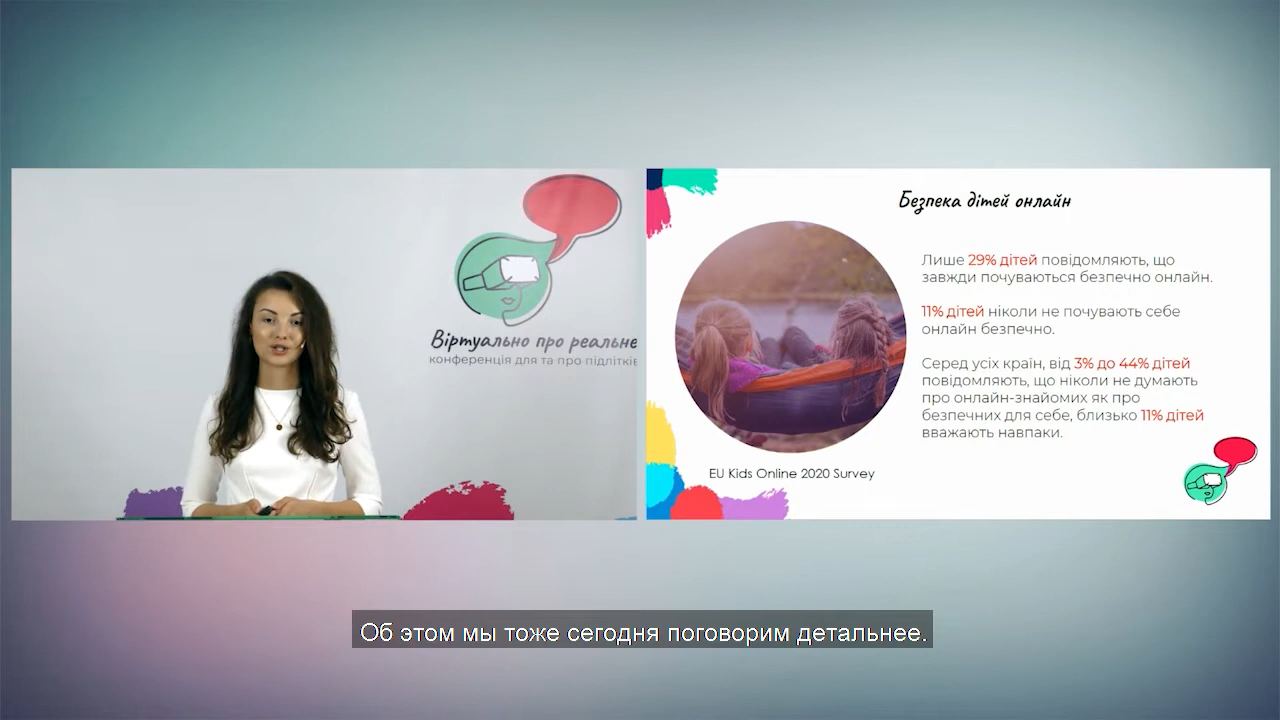 Віртуально про реальне
конференція для та про підлітків
Безпека дітей онлайн
Лише 29% дітей повідомляють, що
завжди почуваються безпечно онлайн.
11% дітей ніколи не почувають себе
онлайн безпечно.
Серед усіх країн, від 3% до 44% дітей
повідомляють, що ніколи не думають
про онлайн-знайомих як про
безпечних для себе, близько 11% дітей
вважають навпаки.
EU Kids Online 2020 Survey
Об этом мы тоже сегодня поговорим детальнее.